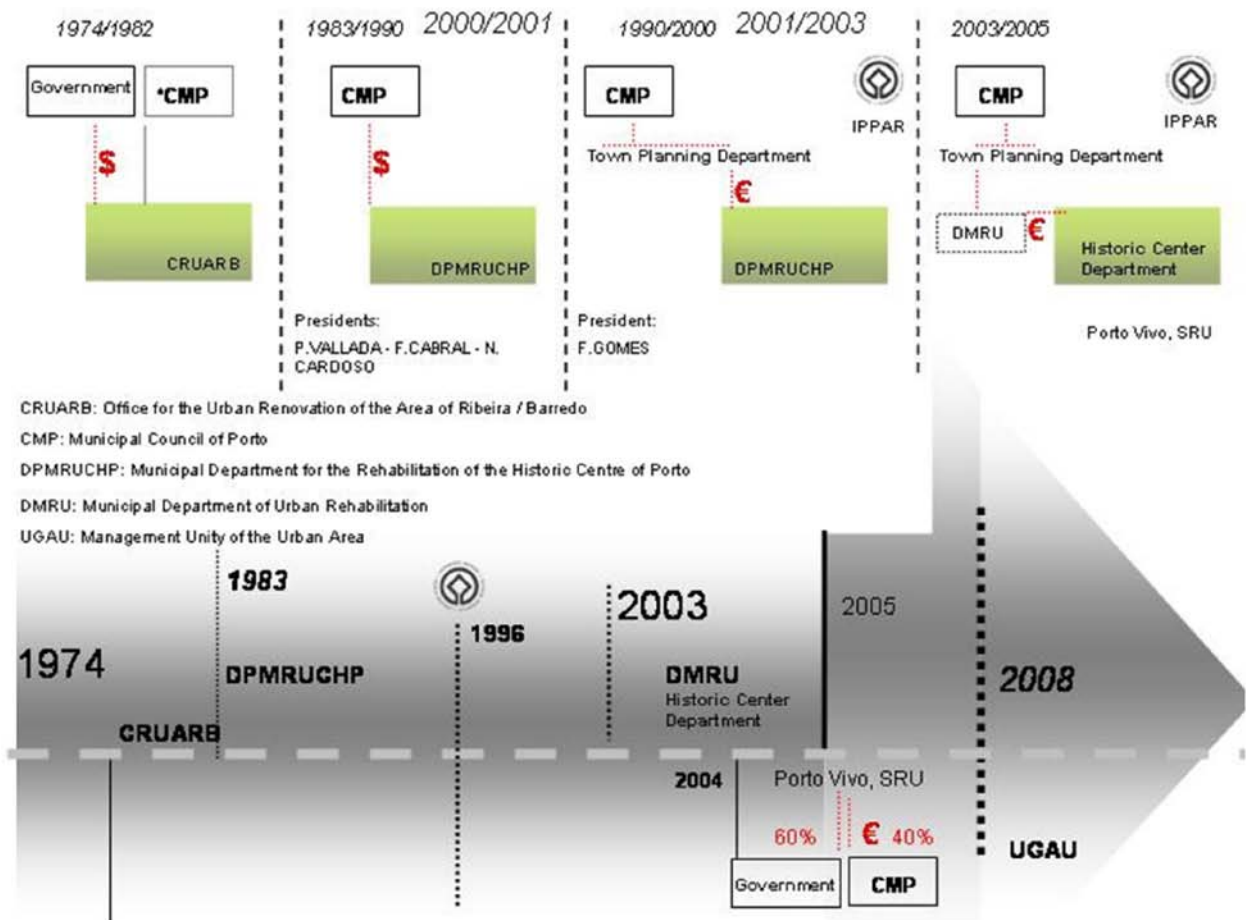 1974/1982
Government
*CMP
$
CRUARB
1983/1990 2000/2001
CMP
$
DPMRUCHP
Presidents:
P.VALLADA - F.CABRAL - N.
CARDOSO
1990/2000 2001/2003
CMP
IPPAR
Town Planning Department
€
DPMRUCHP
President:
F.GOMES
2003/2005
CMP
IPPAR
Town Planning Department
DMRU
€
Historic Center
Department
Porto Vivo, SRU
CRUARB: Office for the Urban Renovation of the Area of Ribeira / Barredo
CMP: Municipal Council of Porto
DPMRUCHP: Municipal Department for the Rehabilitation of the Historic Centre of Porto
DMRU: Municipal Department of Urban Rehabilitation
UGAU: Management Unity of the Urban Area
1974
CRUARB
1983
DPMRUCHP
1996
2003
DMRU
Historic Center
Department
2005
2008
2004
Porto Vivo, SRU
60% € 40%
Government
CMP
UGAU